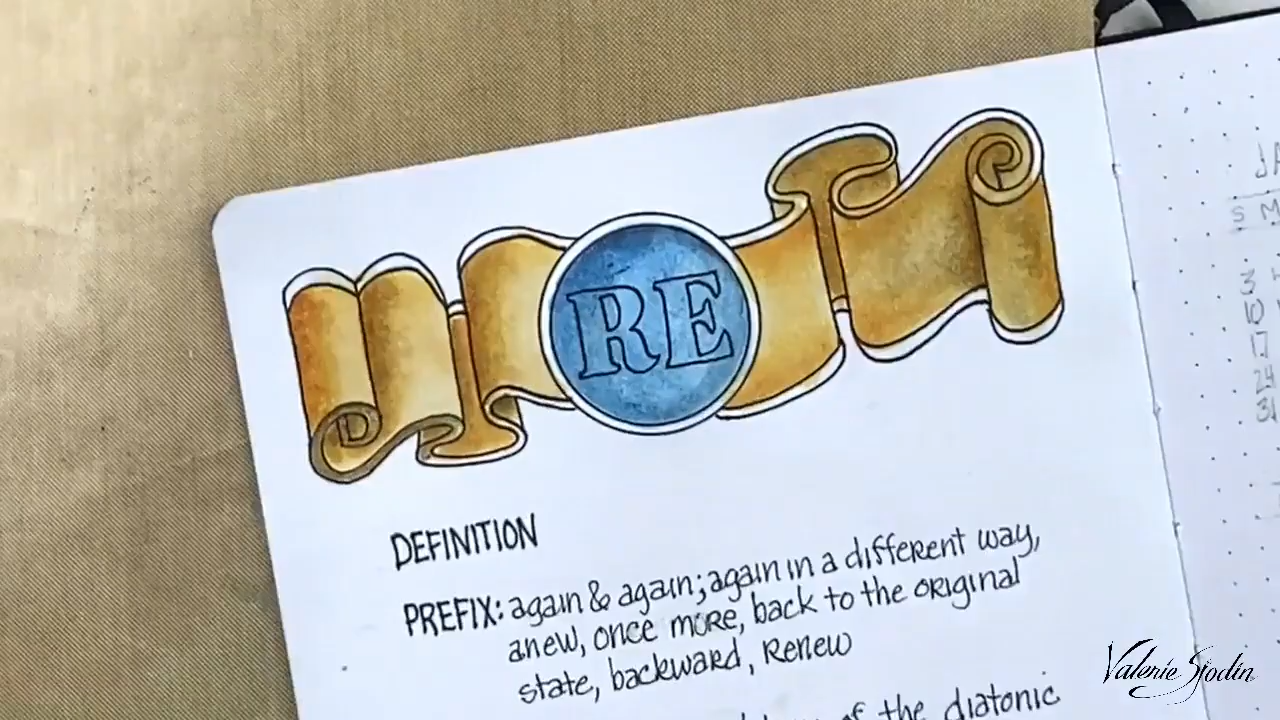 RE
DEFINITION
PREFIX: again & again; again in a different way,
anew, once more, back to the original
state, backward, renew
of the diatonic
S M
3
10
17
24
31
Valerie Sjodin